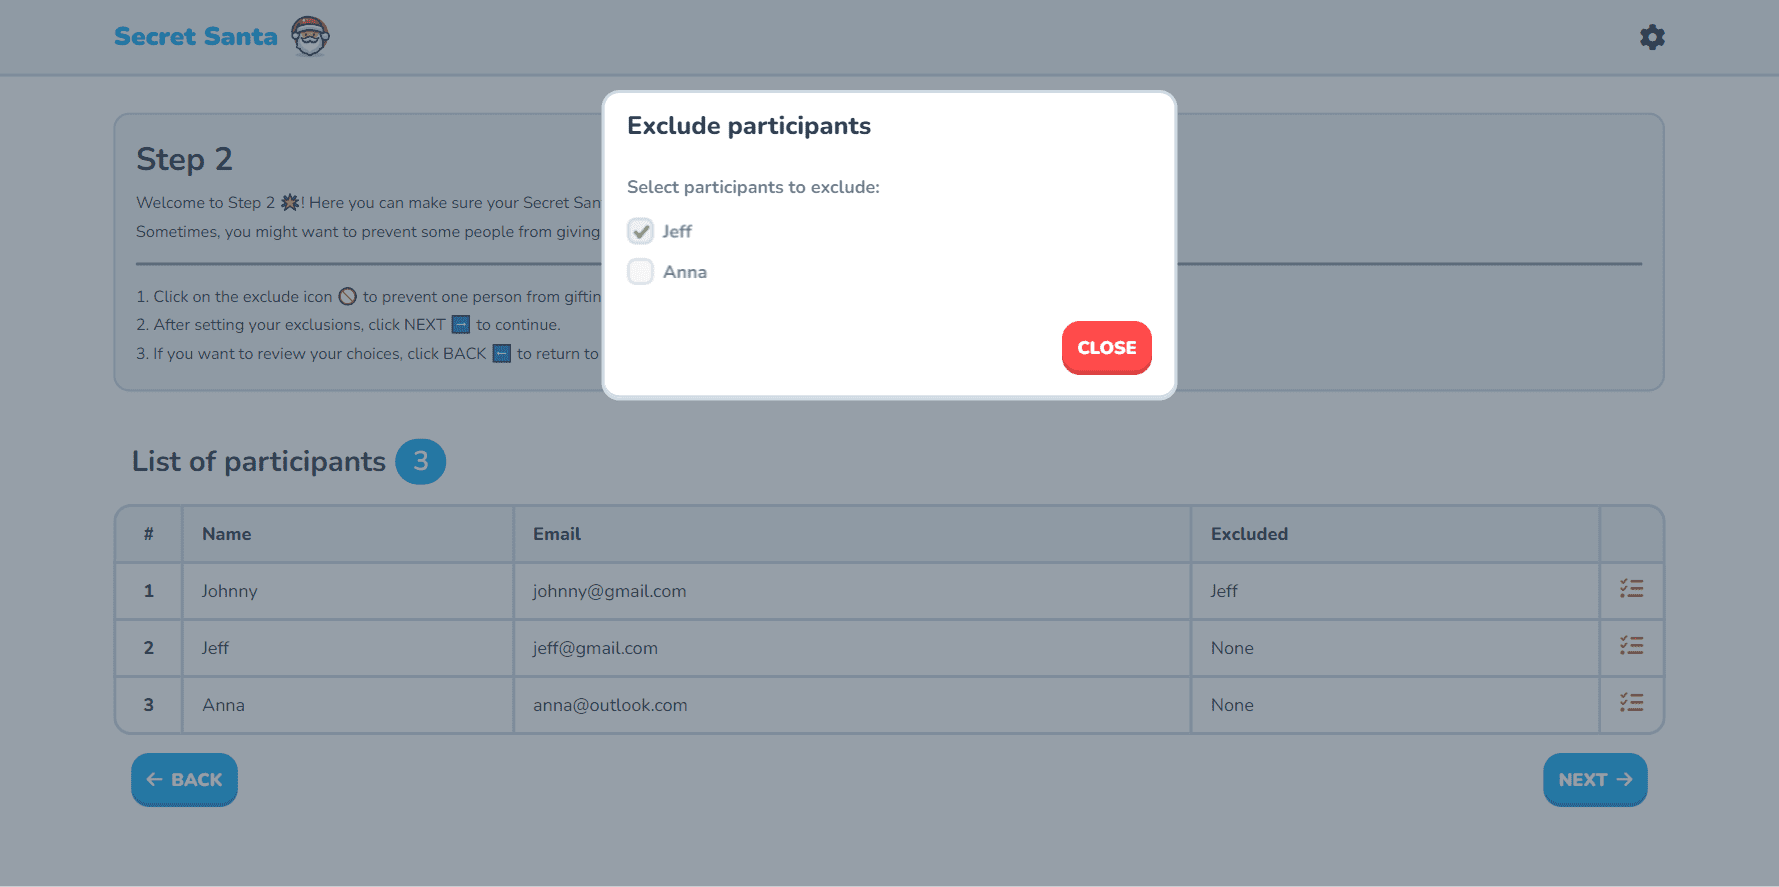 Secret Santa
Exclude participants
Select participants to exclude:
Jeff
Anna
CLOSE
Step 2
Welcome to Step 2 💥! Here you can make sure your Secret San
Sometimes, you might want to prevent some people from giving
1. Click on the exclude icon 🚫 to prevent one person from giftin
2. After setting your exclusions, click NEXT ➡️ to continue.
3. If you want to review your choices, click BACK ⬅️ to return to
List of participants 3
# Name Email Excluded
1 Johnny johnny@gmail.com Jeff
2 Jeff jeff@gmail.com None
3 Anna anna@outlook.com None
← BACK
NEXT →